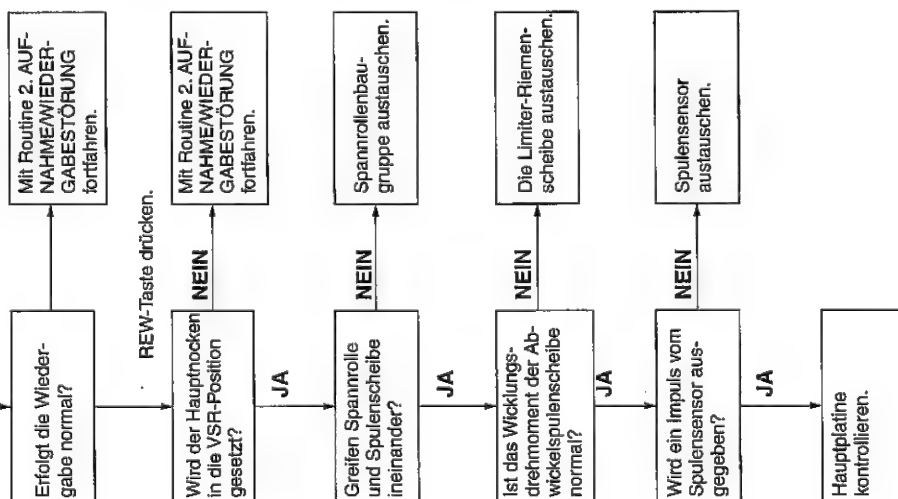 Erfolgt die Wieder-
gabe normal?
Mit Routine 2. AUF-
NAHME/WIEDER-
GABESTÖRUNG
fortfahren.
REW-Taste drücken.
Wird der Hauptnocken
in die VSR-Position
gesetzt?
NEIN
Mit Routine 2. AUF-
NAHME/WIEDER-
GABESTÖRUNG
fortfahren.
JA
Greifen Spannrolle
und Spulenscheibe
ineinander?
NEIN
Spannrollenbau-
gruppe austauschen.
JA
Ist das Wicklungs-
drehmoment der Ab-
wickelspulenscheibe
normal?
NEIN
Die Limiter-Riemen-
scheibe austauschen.
JA
Wird ein Impuls vom
Spulensensor aus-
gegeben?
NEIN
Spulensensor
austauschen.
JA
Hauptplatine
kontrollieren.